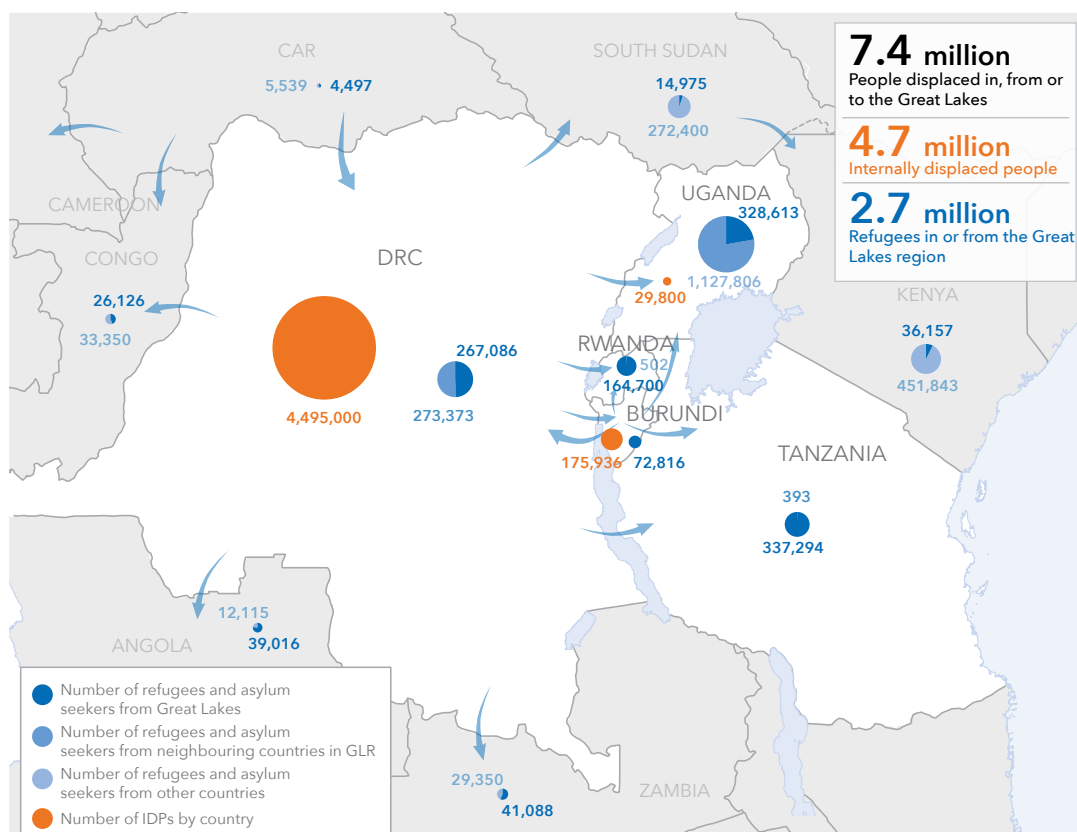 CAR
5,539
4,497
SOUTH SUDAN
14,975
272,400
7.4 million
People displaced in, from or
to the Great Lakes
4.7 million
Internally displaced people
2.7 million
Refugees in or from the Great
Lakes region
CAMEROON
UGANDA
328,613
1,127,806
29,800
CONGO
26,126
33,350
DRC
267,086
273,373
4,495,000
KENYA
36,157
451,843
RWANDA
502
164,700
BURUNDI
175,936
72,816
TANZANIA
393
337,294
12,115
39,016
ANGOLA
Number of refugees and asylum
seekers from Great Lakes
Number of refugees and asylum
seekers from neighbouring countries in GLR
Number of refugees and asylum
seekers from other countries
Number of IDPs by country
29,350
41,088
ZAMBIA